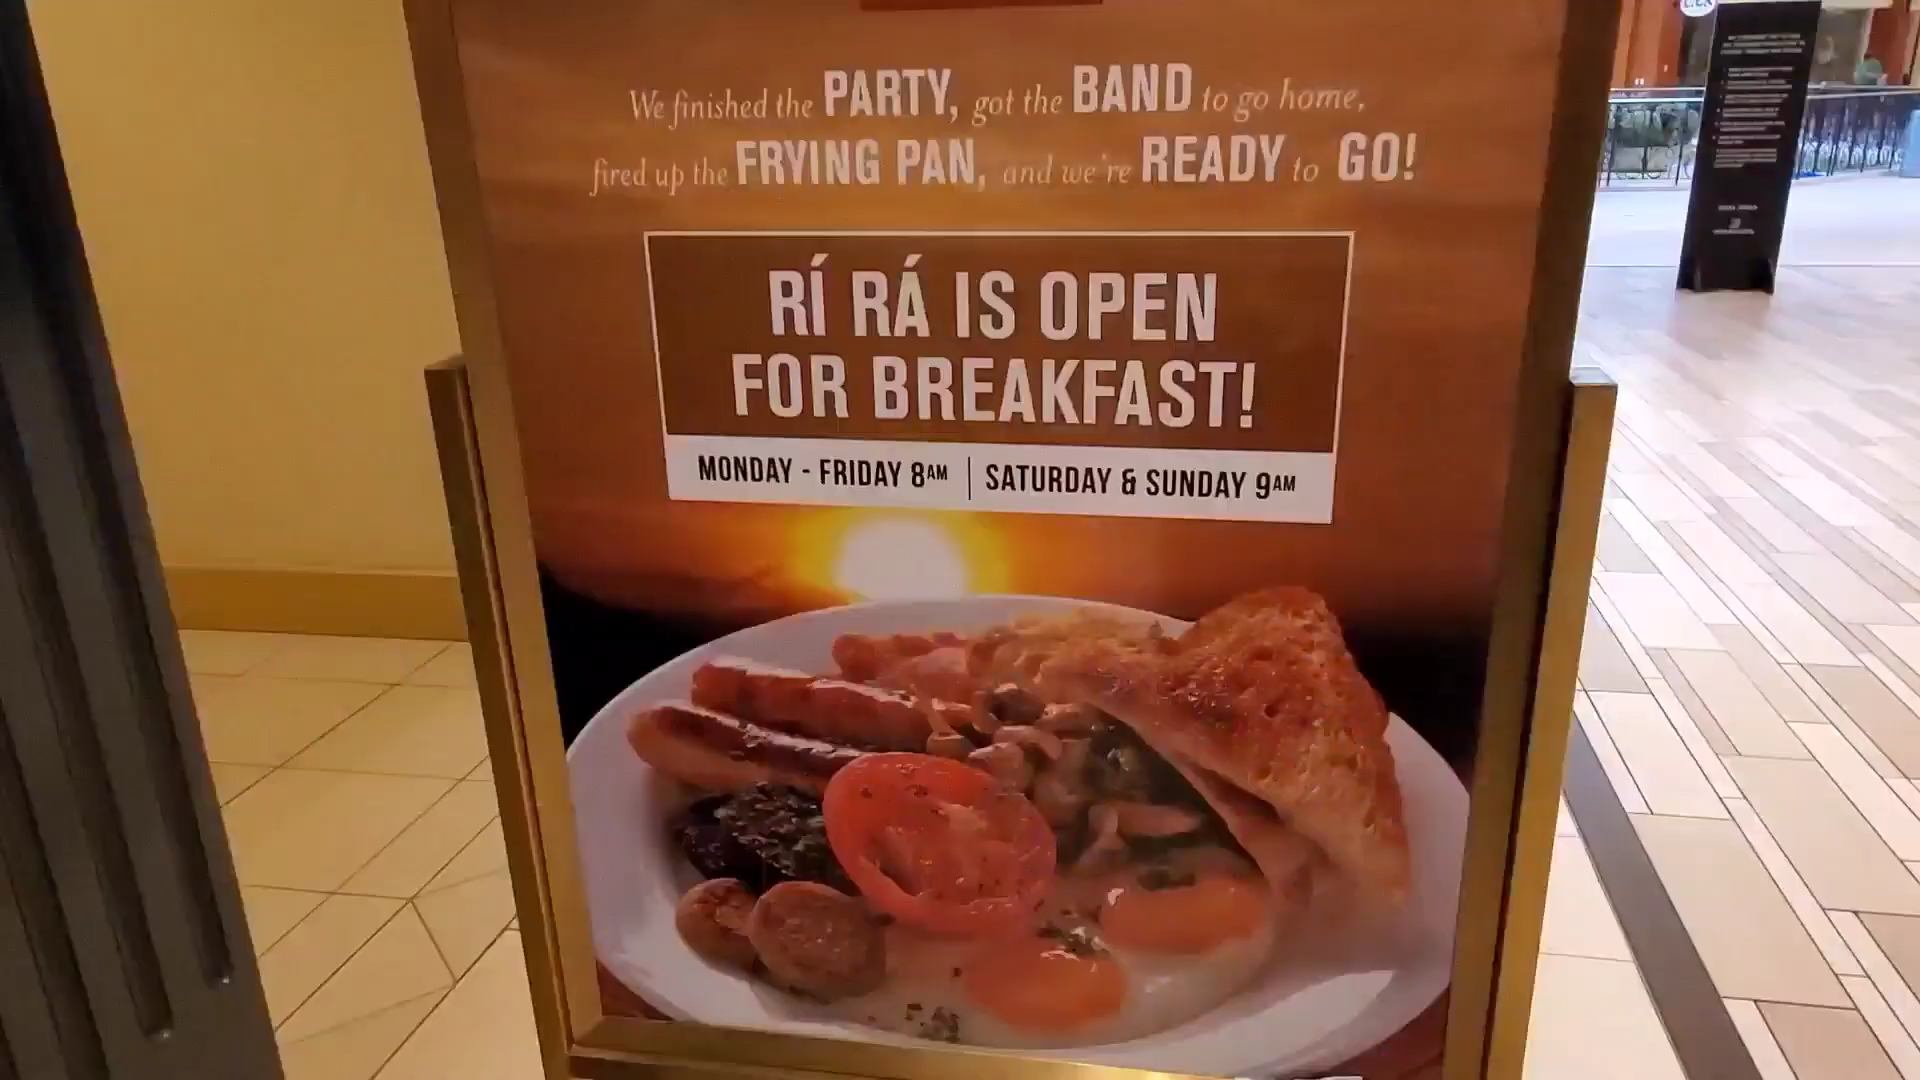 We finished the PARTY, got the BAND to go home,
fired up the FRYING PAN, and we're READY to GO!
RÍ RÁ IS OPEN
FOR BREAKFAST!
MONDAY - FRIDAY 8AM | SATURDAY & SUNDAY 9AM